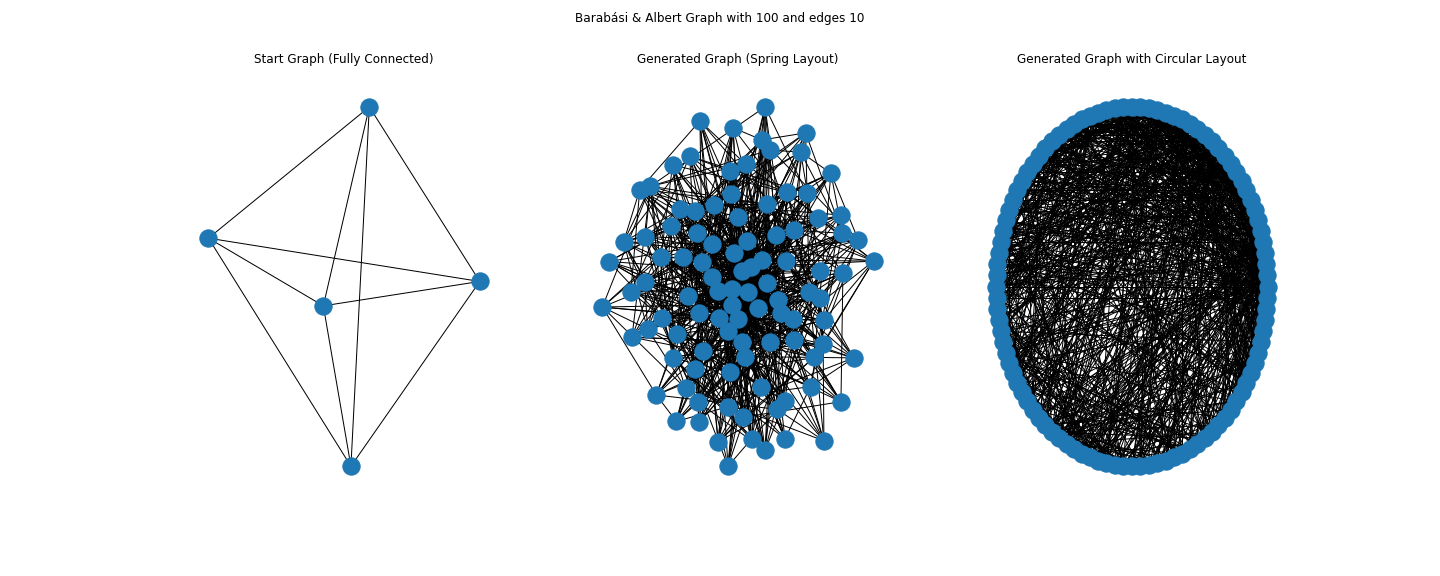 Barabási & Albert Graph with 100 and edges 10
Start Graph (Fully Connected)
Generated Graph (Spring Layout)
Generated Graph with Circular Layout